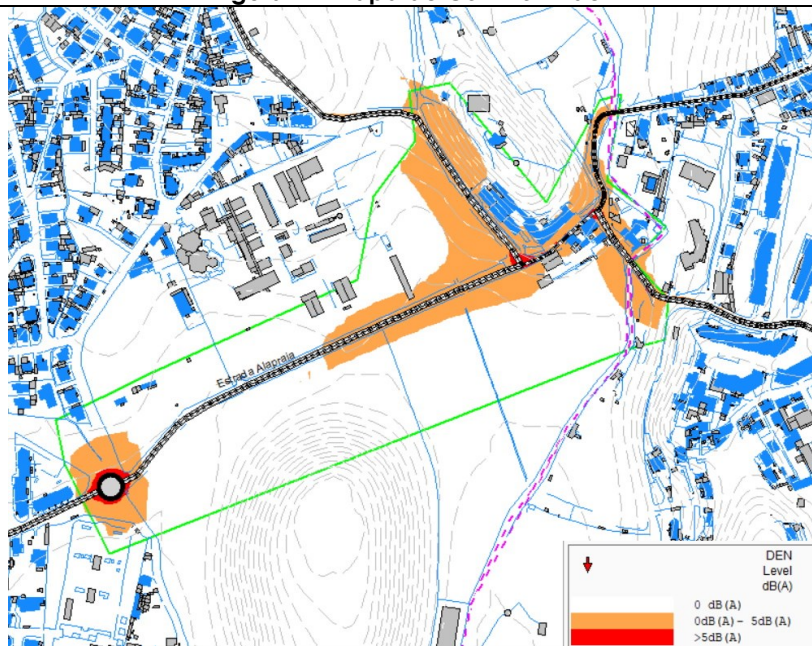 Estrada Alapraia
DEN
Level
dB(A)
0 dB(A)
0dB(A) - 5dB(A)
>5dB(A)